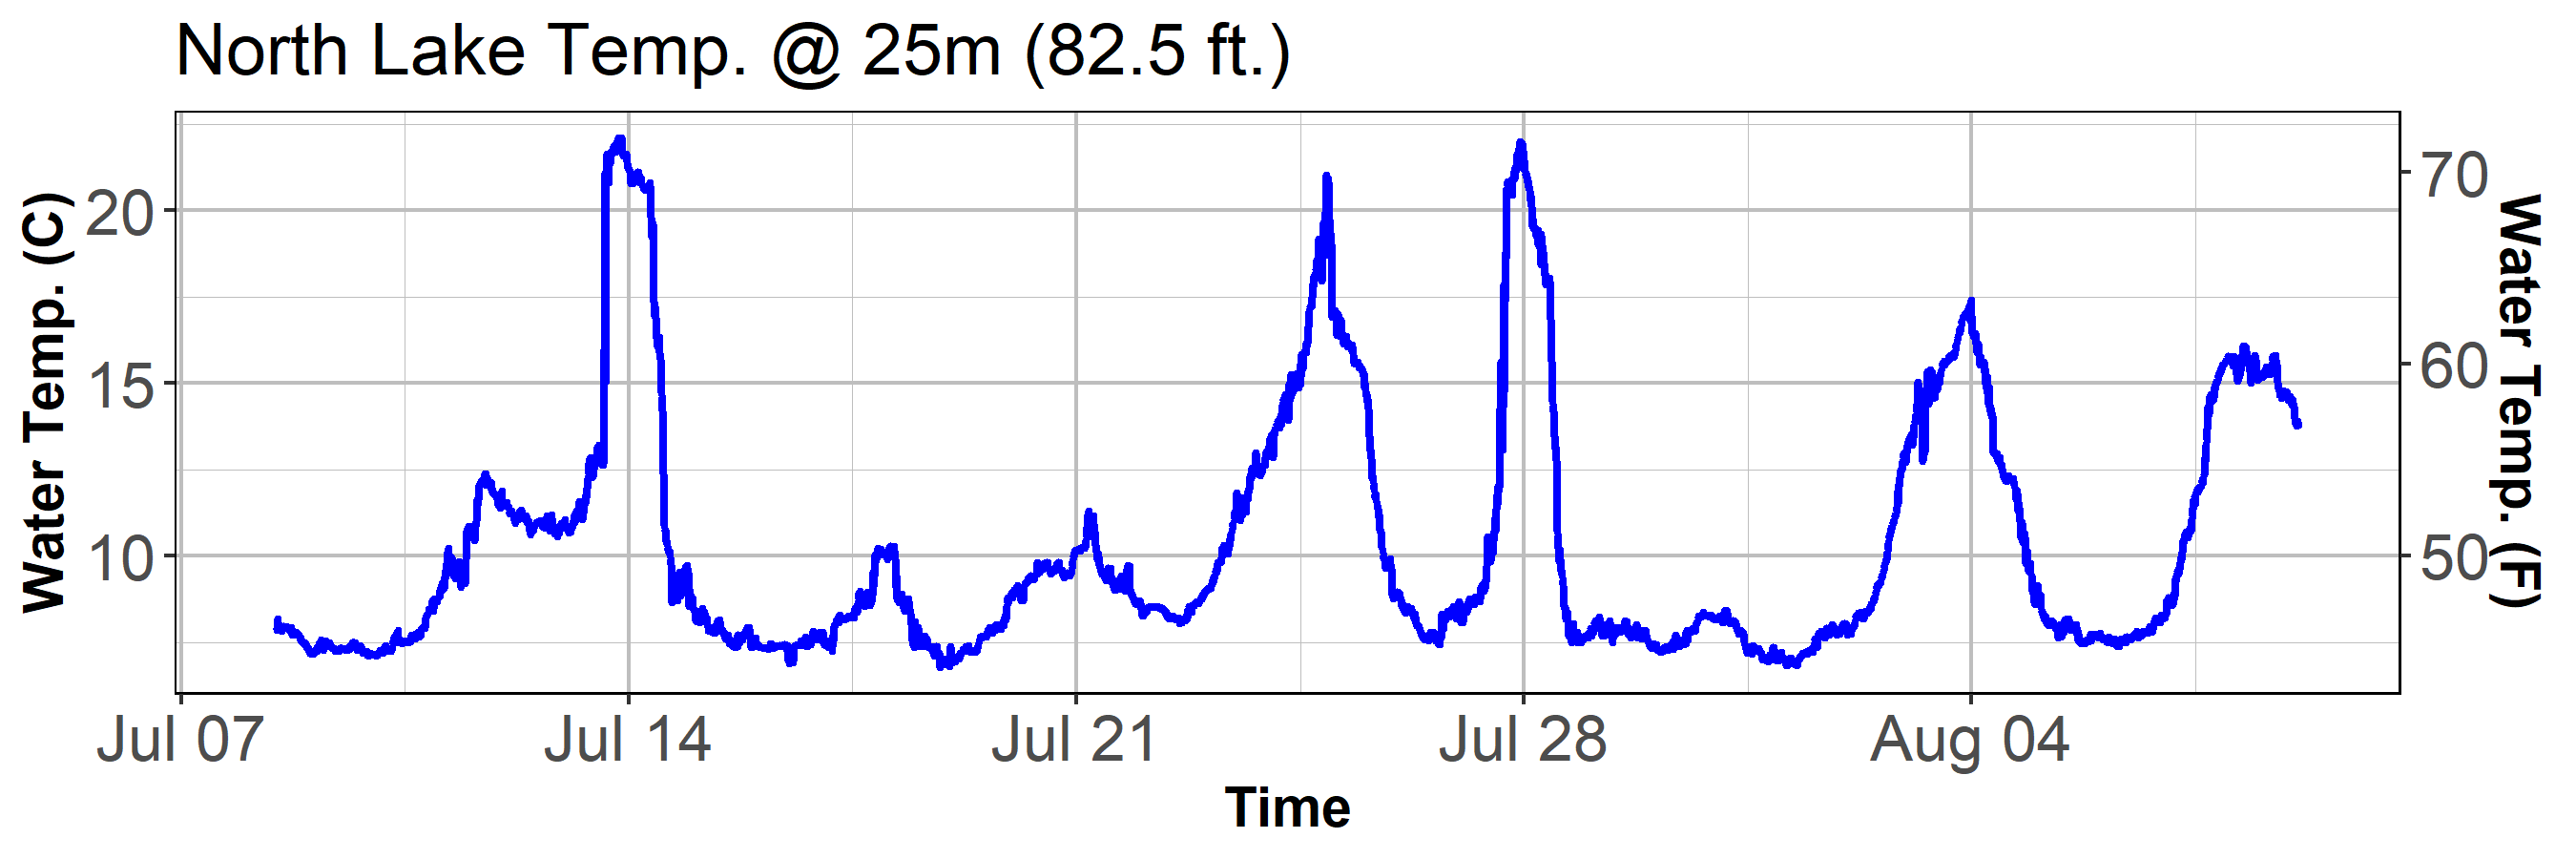 North Lake Temp. @ 25m (82.5 ft.)
Water Temp. (C)
20
15
10
70
60
50
Water Temp. (F)
Jul 07 Jul 14 Jul 21 Jul 28 Aug 04
Time